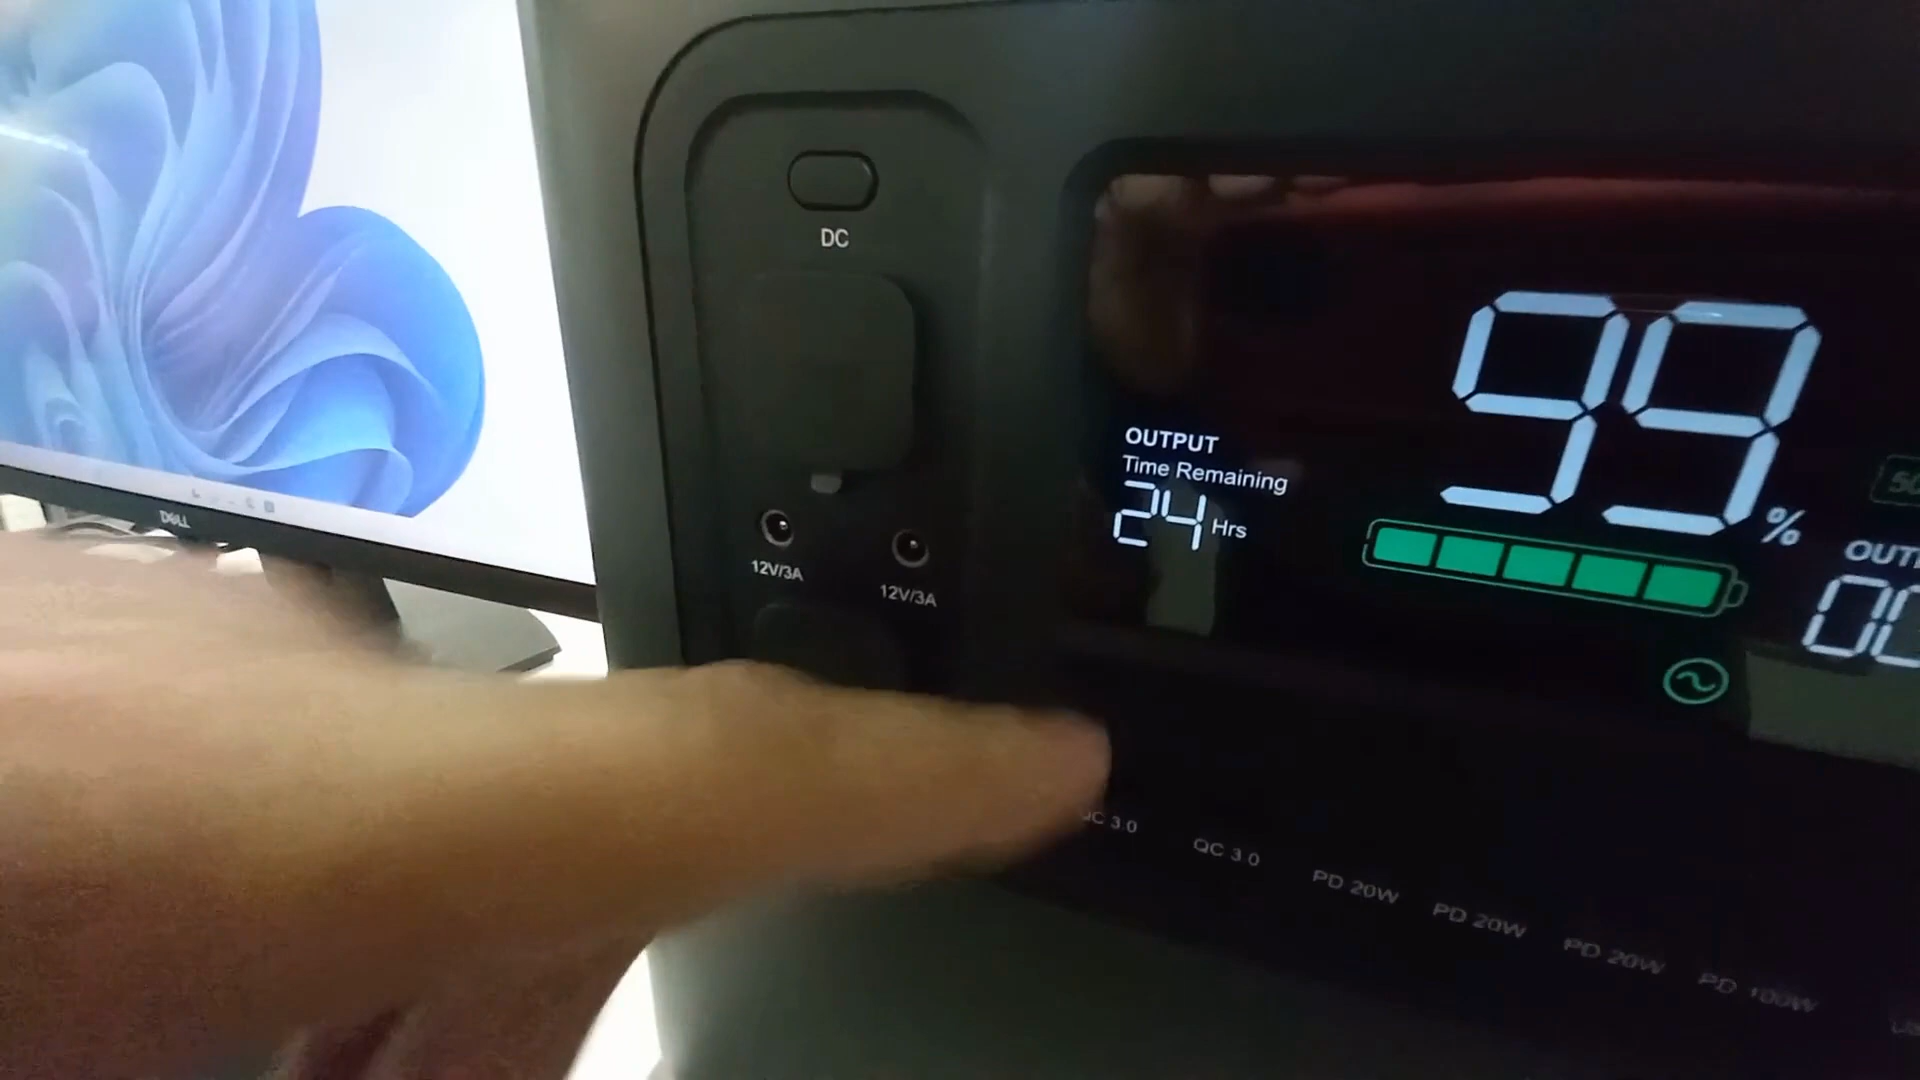 DELL
DC
12V/3A
12V/3A
OUTPUT
Time Remaining
24 Hrs
99%
QC 3.0
PD 20W
PD 20W
PD 20W
PD 100W